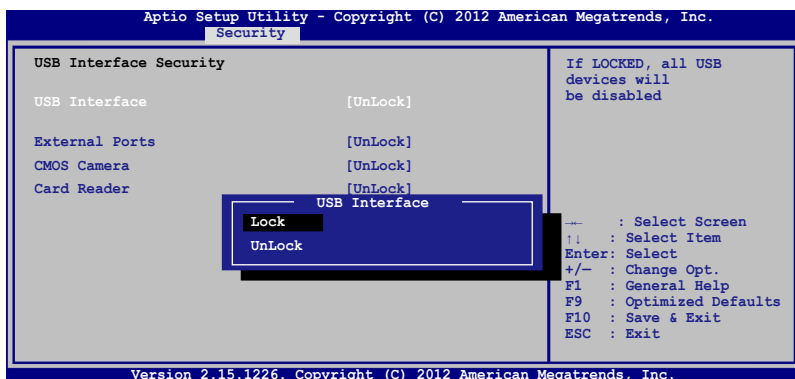 Aptio Setup Utility - Copyright (C) 2012 American Megatrends, Inc.
Security
USB Interface Security
USB Interface [UnLock]
External Ports [UnLock]
CMOS Camera [UnLock]
Card Reader [UnLock]
USB Interface
Lock
UnLock
If LOCKED, all USB
devices will
be disabled
→← : Select Screen
↑↓ : Select Item
Enter: Select
+/— : Change Opt.
F1 : General Help
F9 : Optimized Defaults
F10 : Save & Exit
ESC : Exit
Version 2.15.1226. Copyright (C) 2012 American Megatrends, Inc.